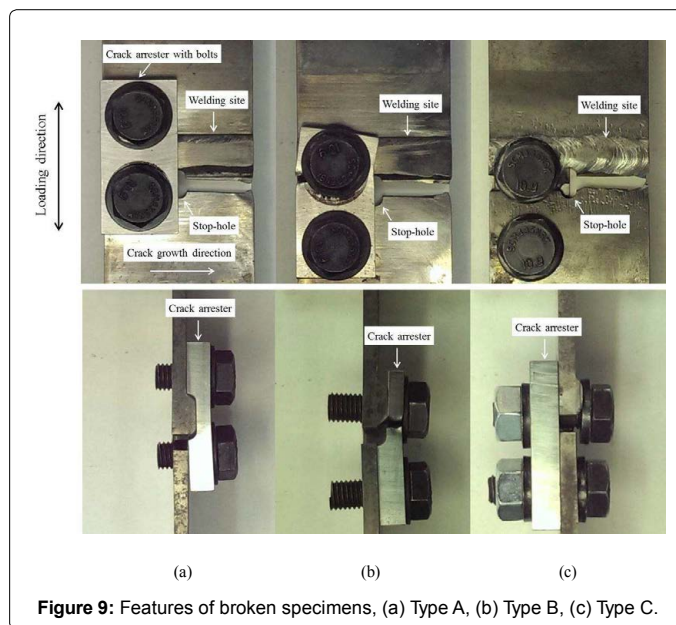 Crack arrester with bolts
Welding site
Loading direction
Stop-hole
Crack growth direction
Welding site
Stop-hole
Welding site
Stop-hole
Crack arrester
Crack arrester
Crack arrester
(a)
(b)
(c)
Figure 9: Features of broken specimens, (a) Type A, (b) Type B, (c) Type C.